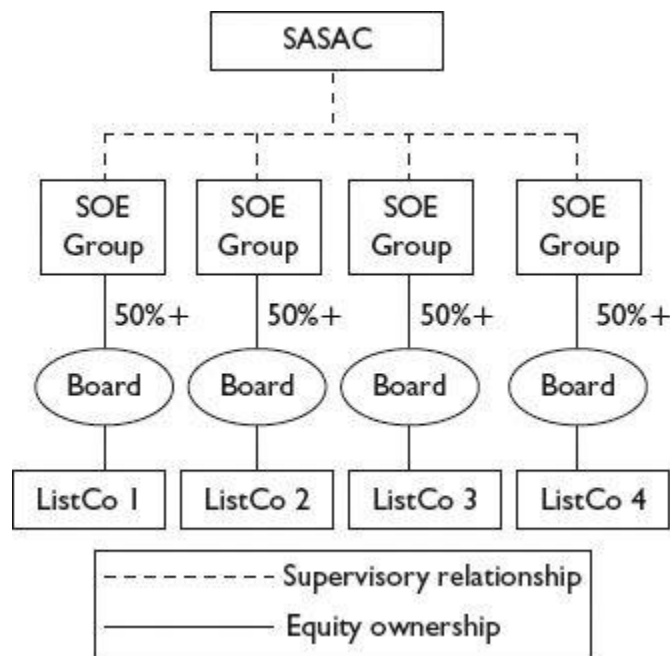 SASAC
SOE
Group
SOE
Group
SOE
Group
SOE
Group
50%+
50%+
50%+
50%+
Board
Board
Board
Board
ListCo 1
ListCo 2
ListCo 3
ListCo 4
Supervisory relationship
Equity ownership